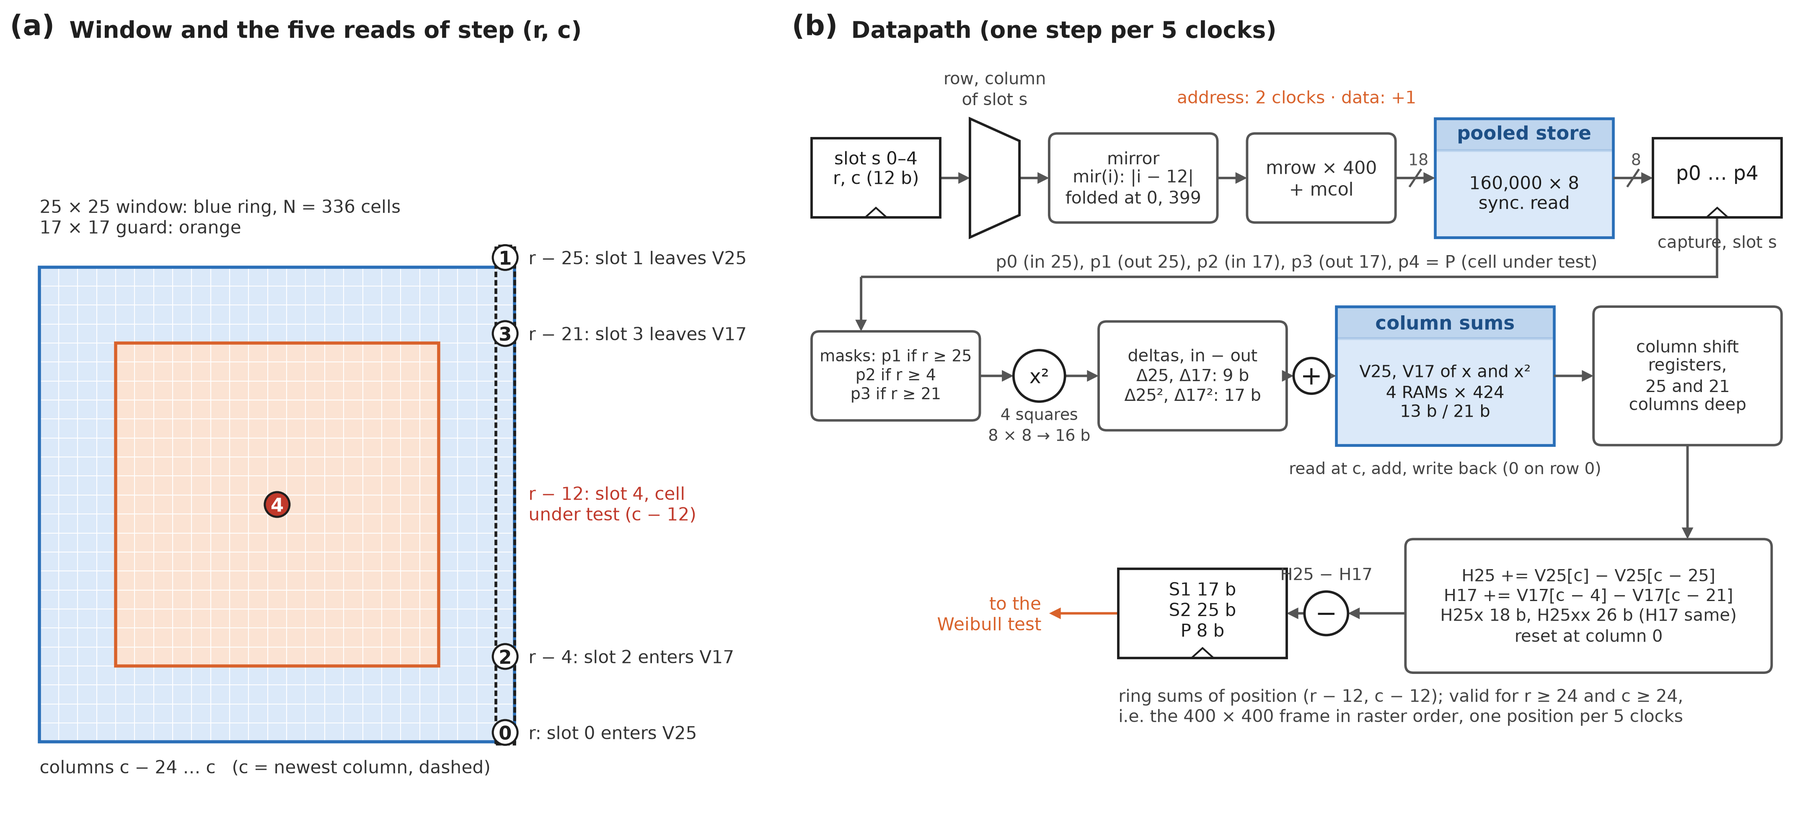 (a) Window and the five reads of step (r, c)
25 × 25 window: blue ring, N = 336 cells
17 × 17 guard: orange
1 r − 25: slot 1 leaves V25
3 r − 21: slot 3 leaves V17
4 r − 12: slot 4, cell
under test (c − 12)
2 r − 4: slot 2 enters V17
0 r: slot 0 enters V25
columns c − 24 … c (c = newest column, dashed)
(b) Datapath (one step per 5 clocks)
row, column
of slot s
address: 2 clocks · data: +1
slot s 0–4
r, c (12 b)
mirror
mir(i): |i − 12|
folded at 0, 399
mrow × 400
+ mcol
18
pooled store
160,000 × 8
sync. read
8
p0 … p4
capture, slot s
p0 (in 25), p1 (out 25), p2 (in 17), p3 (out 17), p4 = P (cell under test)
masks: p1 if r ≥ 25
p2 if r ≥ 4
p3 if r ≥ 21
x²
4 squares
8 × 8 → 16 b
deltas, in − out
Δ25, Δ17: 9 b
Δ25², Δ17²: 17 b
+
column sums
V25, V17 of x and x²
4 RAMs × 424
13 b / 21 b
read at c, add, write back (0 on row 0)
column shift
registers,
25 and 21
columns deep
H25 += V25[c] − V25[c − 25]
H17 += V17[c − 4] − V17[c − 21]
H25x 18 b, H25xx 26 b (H17 same)
reset at column 0
H25 − H17
−
S1 17 b
S2 25 b
P 8 b
to the
Weibull test
ring sums of position (r − 12, c − 12); valid for r ≥ 24 and c ≥ 24,
i.e. the 400 × 400 frame in raster order, one position per 5 clocks